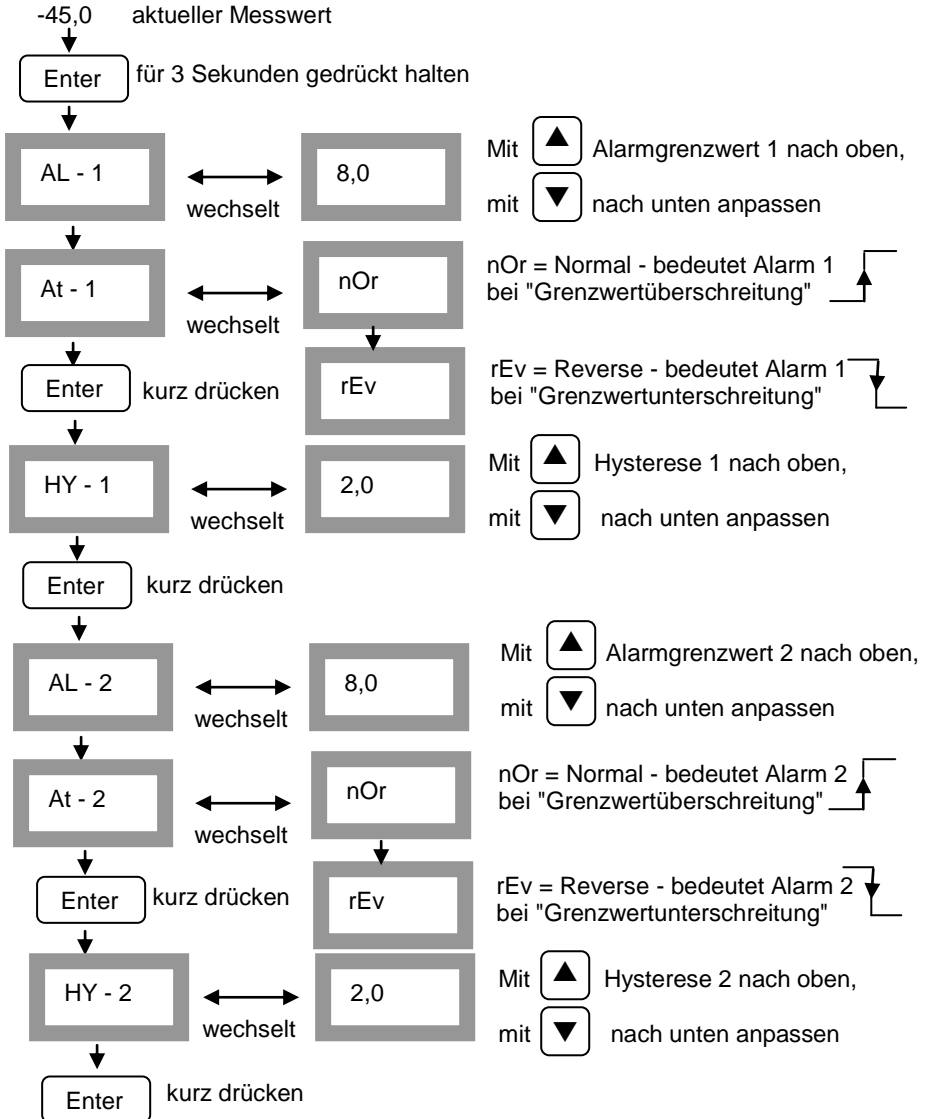 -45,0 aktueller Messwert
Enter für 3 Sekunden gedrückt halten
AL - 1 wechselt 8,0 Mit ▲ Alarmgrenzwert 1 nach oben,
mit ▼ nach unten anpassen
At - 1 wechselt nOr nOr = Normal - bedeutet Alarm 1
bei "Grenzwertüberschreitung"
Enter kurz drücken rEv rEv = Reverse - bedeutet Alarm 1
bei "Grenzwertunterschreitung"
HY - 1 wechselt 2,0 Mit ▲ Hysterese 1 nach oben,
mit ▼ nach unten anpassen
Enter kurz drücken
AL - 2 wechselt 8,0 Mit ▲ Alarmgrenzwert 2 nach oben,
mit ▼ nach unten anpassen
At - 2 wechselt nOr nOr = Normal - bedeutet Alarm 2
bei "Grenzwertüberschreitung"
Enter kurz drücken rEv rEv = Reverse - bedeutet Alarm 2
bei "Grenzwertunterschreitung"
HY - 2 wechselt 2,0 Mit ▲ Hysterese 2 nach oben,
mit ▼ nach unten anpassen
Enter kurz drücken